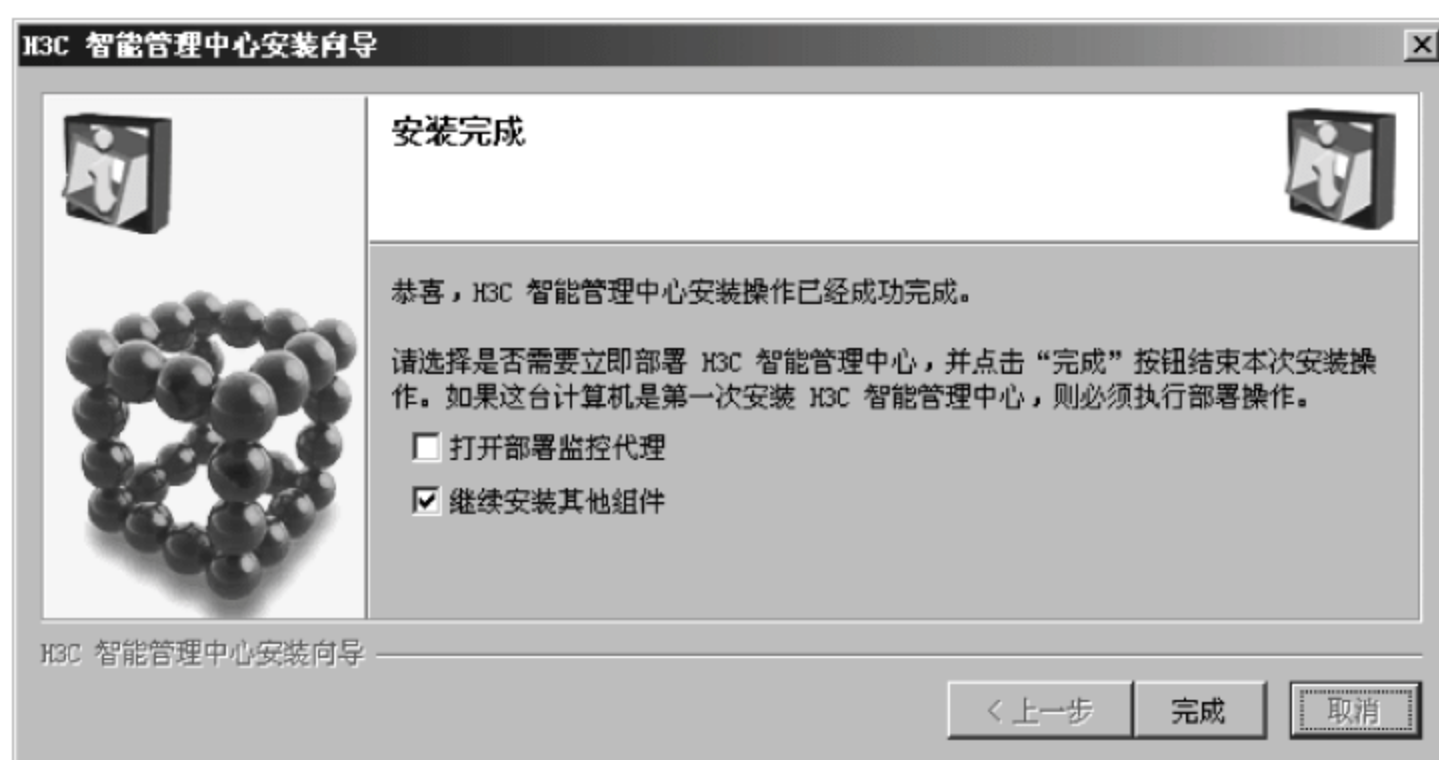 H3C 智能管理中心安装向导
安装完成
恭喜，H3C 智能管理中心安装操作已经成功完成。
请选择是否需要立即部署 H3C 智能管理中心，并点击“完成”按钮结束本次安装操
作。如果这台计算机是第一次安装 H3C 智能管理中心，则必须执行部署操作。
打开部署监控代理
继续安装其他组件
H3C 智能管理中心安装向导
< 上一步 完成 取消